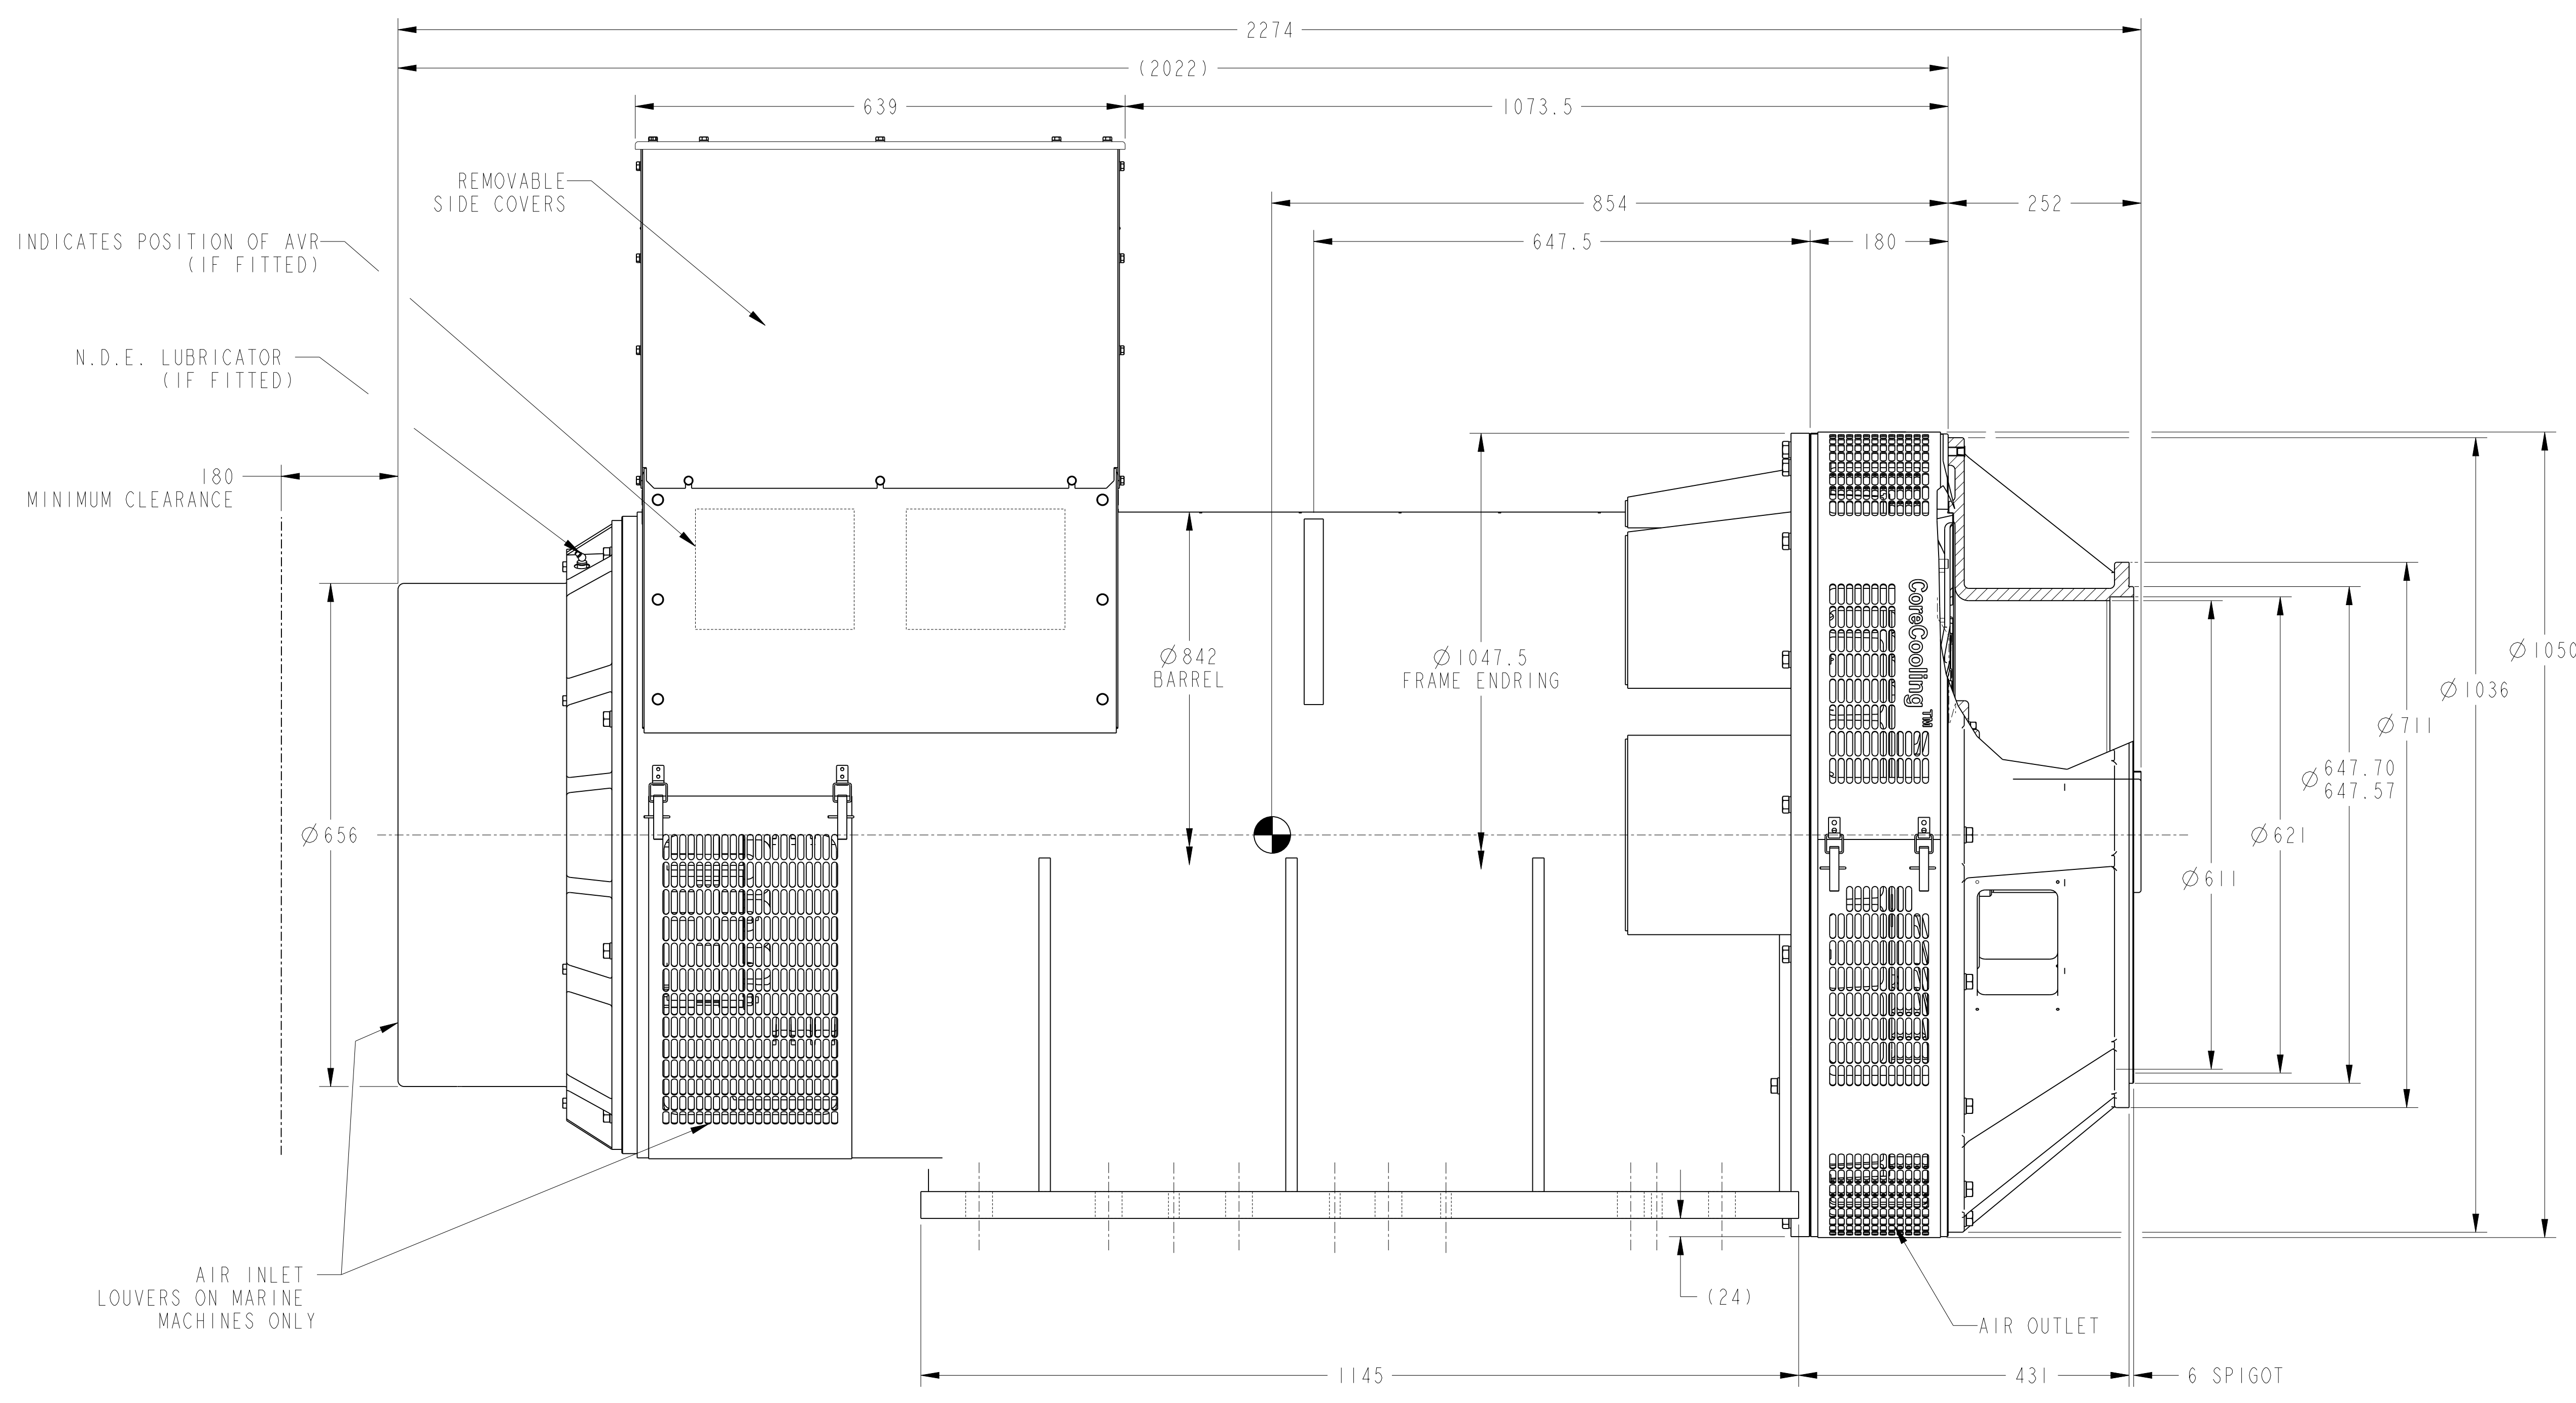 2274
(2022)
639
1073.5
REMOVABLE
SIDE COVERS
854
252
INDICATES POSITION OF AVR
(IF FITTED)
647.5
180
N.D.E. LUBRICATOR
(IF FITTED)
180
MINIMUM CLEARANCE
CoreCooling™
Ø842
BARREL
Ø1047.5
FRAME ENDRING
Ø1050
Ø1036
Ø711
Ø647.70
647.57
Ø656
Ø621
Ø611
AIR INLET
LOUVERS ON MARINE
MACHINES ONLY
(24)
AIR OUTLET
1145
431
6 SPIGOT